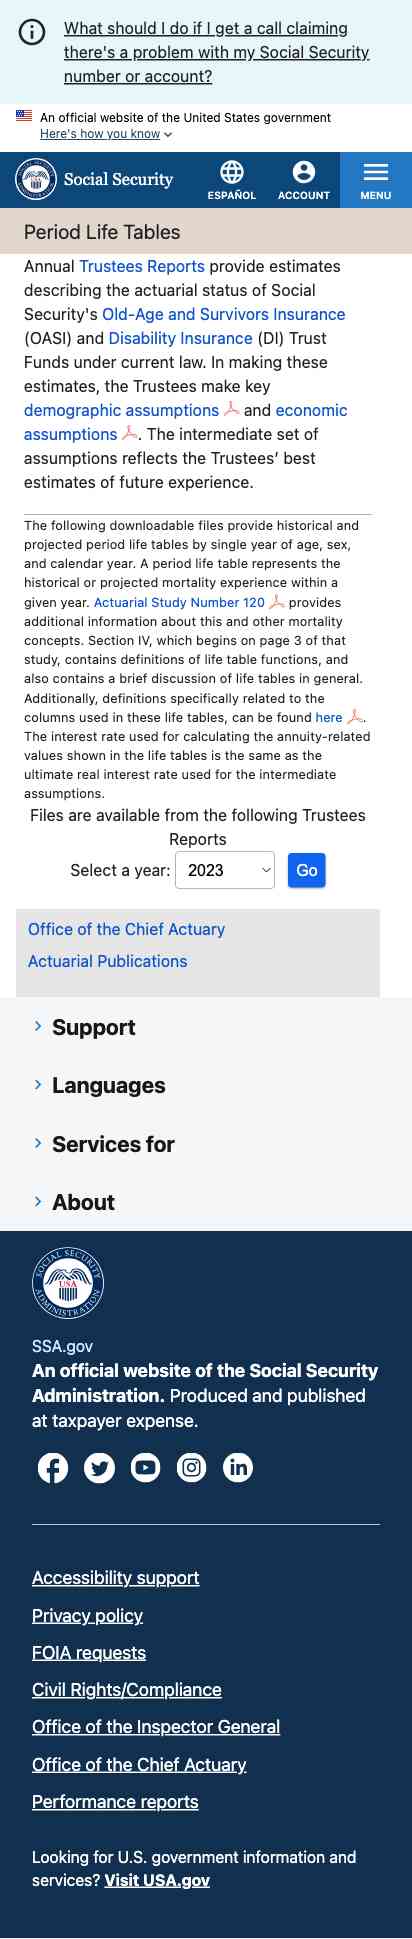 What should I do if I get a call claiming
there's a problem with my Social Security
number or account?
An official website of the United States government
Here's how you know
Social Security
ESPAÑOL
ACCOUNT
MENU
Period Life Tables
Annual Trustees Reports provide estimates
describing the actuarial status of Social
Security's Old-Age and Survivors Insurance
(OASI) and Disability Insurance (DI) Trust
Funds under current law. In making these
estimates, the Trustees make key
demographic assumptions and economic
assumptions. The intermediate set of
assumptions reflects the Trustees’ best
estimates of future experience.
The following downloadable files provide historical and
projected period life tables by single year of age, sex,
and calendar year. A period life table represents the
historical or projected mortality experience within a
given year. Actuarial Study Number 120 provides
additional information about this and other mortality
concepts. Section IV, which begins on page 3 of that
study, contains definitions of life table functions, and
also contains a brief discussion of life tables in general.
Additionally, definitions specifically related to the
columns used in these life tables, can be found here.
The interest rate used for calculating the annuity-related
values shown in the life tables is the same as the
ultimate real interest rate used for the intermediate
assumptions.
Files are available from the following Trustees
Reports
Select a year: 2023 Go
Office of the Chief Actuary
Actuarial Publications
Support
Languages
Services for
About
SOCIAL SECURITY ADMINISTRATION
USA
SSA.gov
An official website of the Social Security
Administration. Produced and published
at taxpayer expense.
Accessibility support
Privacy policy
FOIA requests
Civil Rights/Compliance
Office of the Inspector General
Office of the Chief Actuary
Performance reports
Looking for U.S. government information and
services? Visit USA.gov